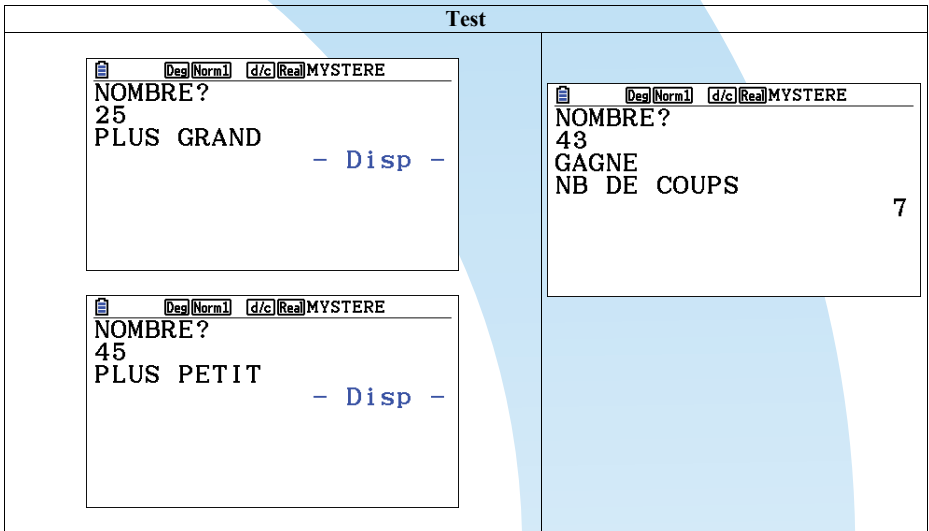 Test
Deg Norm1 d/c Real MYSTERE
NOMBRE?
25
PLUS GRAND
- Disp -
Deg Norm1 d/c Real MYSTERE
NOMBRE?
45
PLUS PETIT
- Disp -
Deg Norm1 d/c Real MYSTERE
NOMBRE?
43
GAGNE
NB DE COUPS
7